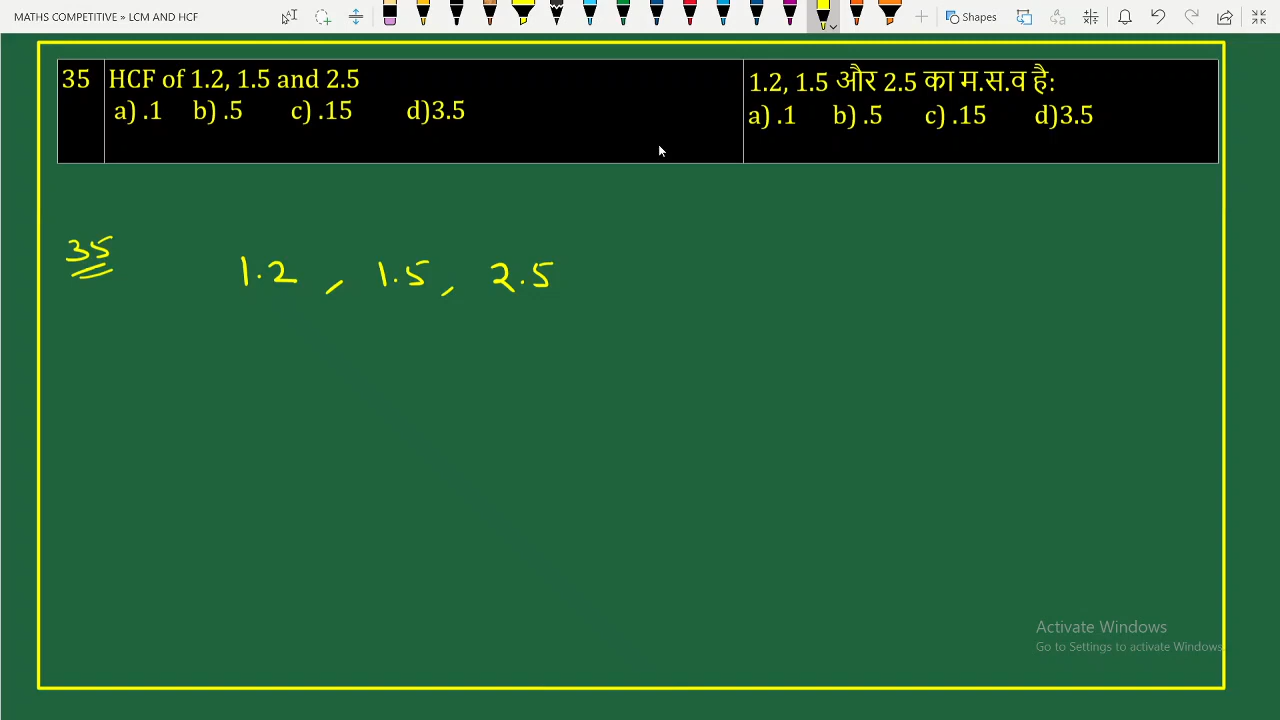 MATHS COMPETITIVE » LCM AND HCF
Shapes
35 HCF of 1.2, 1.5 and 2.5
a) .1 b) .5 c) .15 d)3.5
1.2, 1.5 और 2.5 का म.स.व है:
a) .1 b) .5 c) .15 d)3.5
35
1.2 , 1.5, 2.5
Activate Windows
Go to Settings to activate Windows.